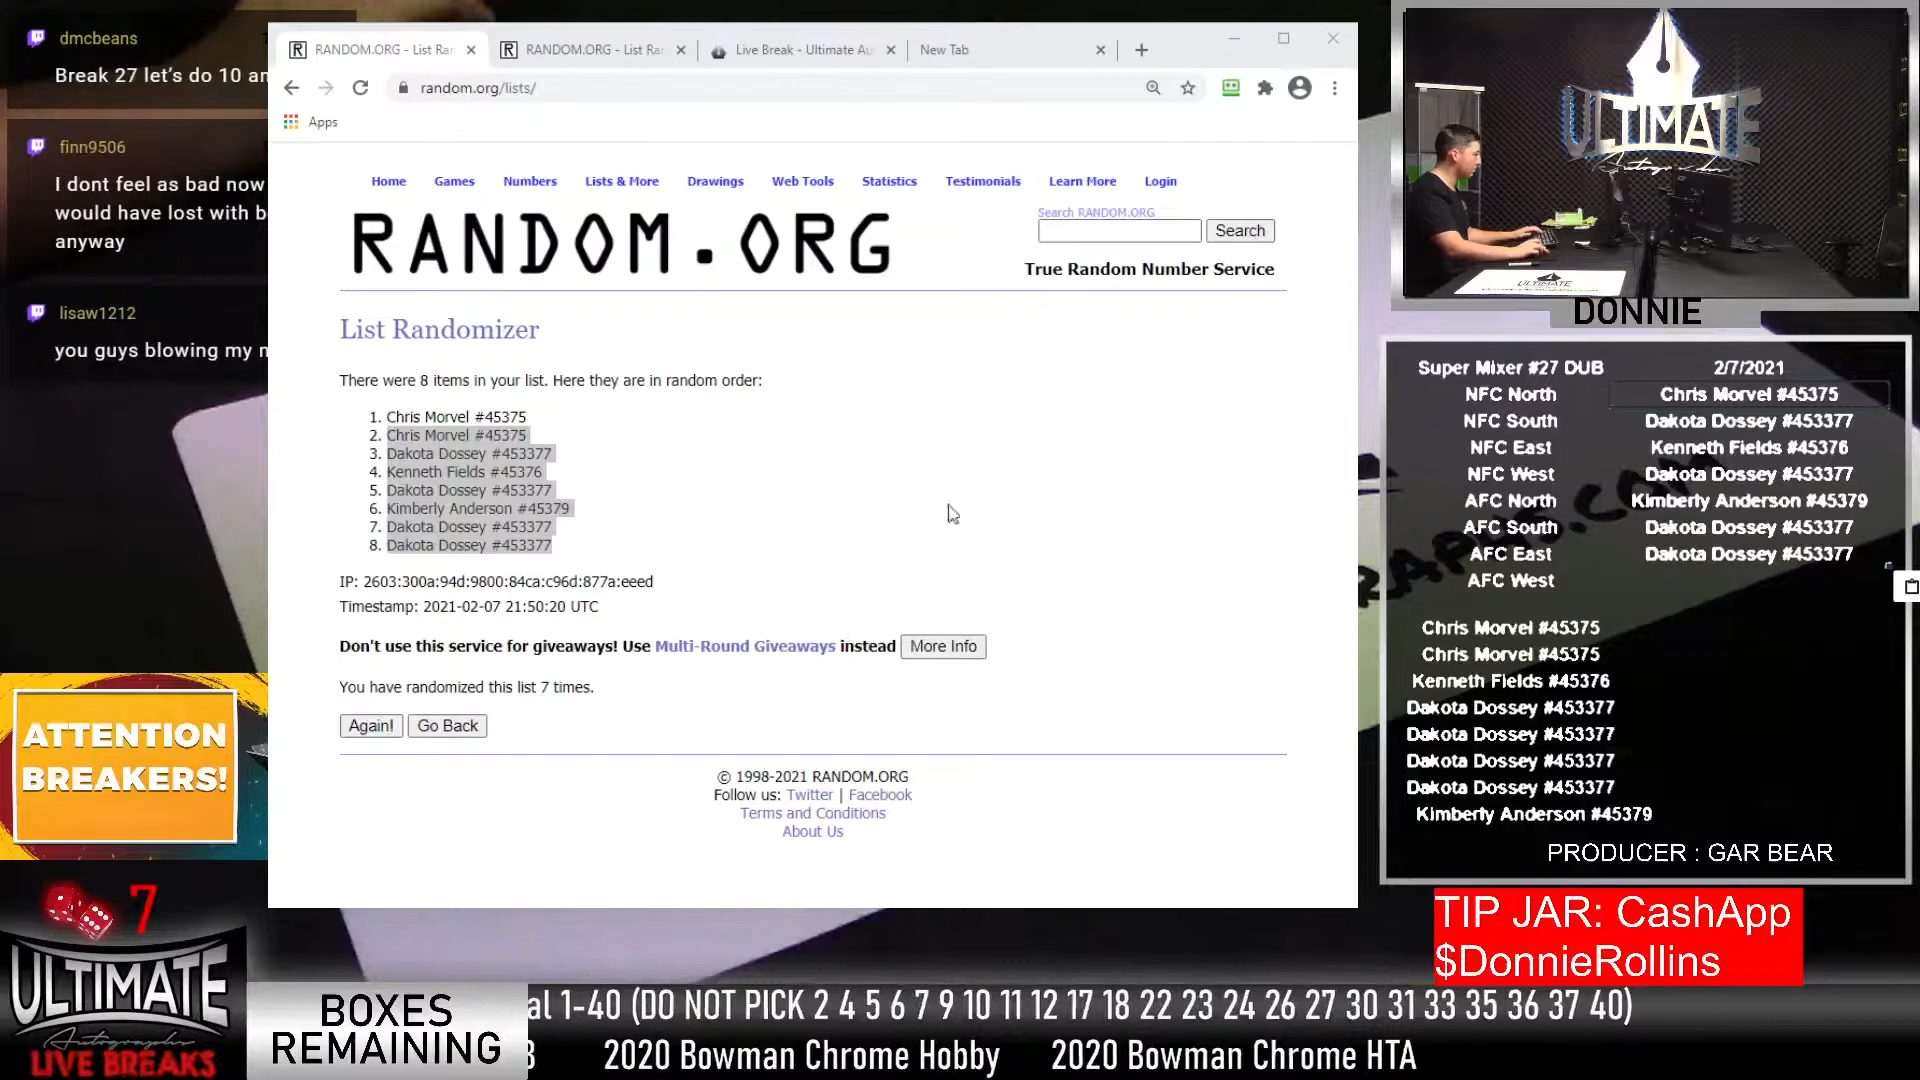 dmcbeans
Break 27 let's do 10 an
finn9506
I dont feel as bad now
would have lost with b
anyway
lisaw1212
you guys blowing my
RANDOM.ORG - List Ra
RANDOM.ORG - List Ra
Live Break - Ultimate Au
New Tab
random.org/lists/
Apps
Home Games Numbers Lists & More Drawings Web Tools Statistics Testimonials Learn More Login
RANDOM.ORG
Search RANDOM.ORG
Search
True Random Number Service
List Randomizer
There were 8 items in your list. Here they are in random order:
1. Chris Morvel #45375
2. Chris Morvel #45375
3. Dakota Dossey #453377
4. Kenneth Fields #45376
5. Dakota Dossey #453377
6. Kimberly Anderson #45379
7. Dakota Dossey #453377
8. Dakota Dossey #453377
IP: 2603:300a:94d:9800:84ca:c96d:877a:eeed
Timestamp: 2021-02-07 21:50:20 UTC
Don't use this service for giveaways! Use Multi-Round Giveaways instead More Info
You have randomized this list 7 times.
Again! Go Back
© 1998-2021 RANDOM.ORG
Follow us: Twitter | Facebook
Terms and Conditions
About Us
ULTIMATE
ULTIMATE
DONNIE
Super Mixer #27 DUB 2/7/2021
NFC North Chris Morvel #45375
NFC South Dakota Dossey #453377
NFC East Kenneth Fields #45376
NFC West Dakota Dossey #453377
AFC North Kimberly Anderson #45379
AFC South Dakota Dossey #453377
AFC East Dakota Dossey #453377
AFC West
Chris Morvel #45375
Chris Morvel #45375
Kenneth Fields #45376
Dakota Dossey #453377
Dakota Dossey #453377
Dakota Dossey #453377
Dakota Dossey #453377
Kimberly Anderson #45379
PRODUCER : GAR BEAR
TIP JAR: CashApp
$DonnieRollins
ATTENTION
BREAKERS!
7
ULTIMATE
Autographs
LIVE BREAKS
BOXES
REMAINING
al 1-40 (DO NOT PICK 2 4 5 6 7 9 10 11 12 17 18 22 23 24 26 27 30 31 33 35 36 37 40)
2020 Bowman Chrome Hobby 2020 Bowman Chrome HTA